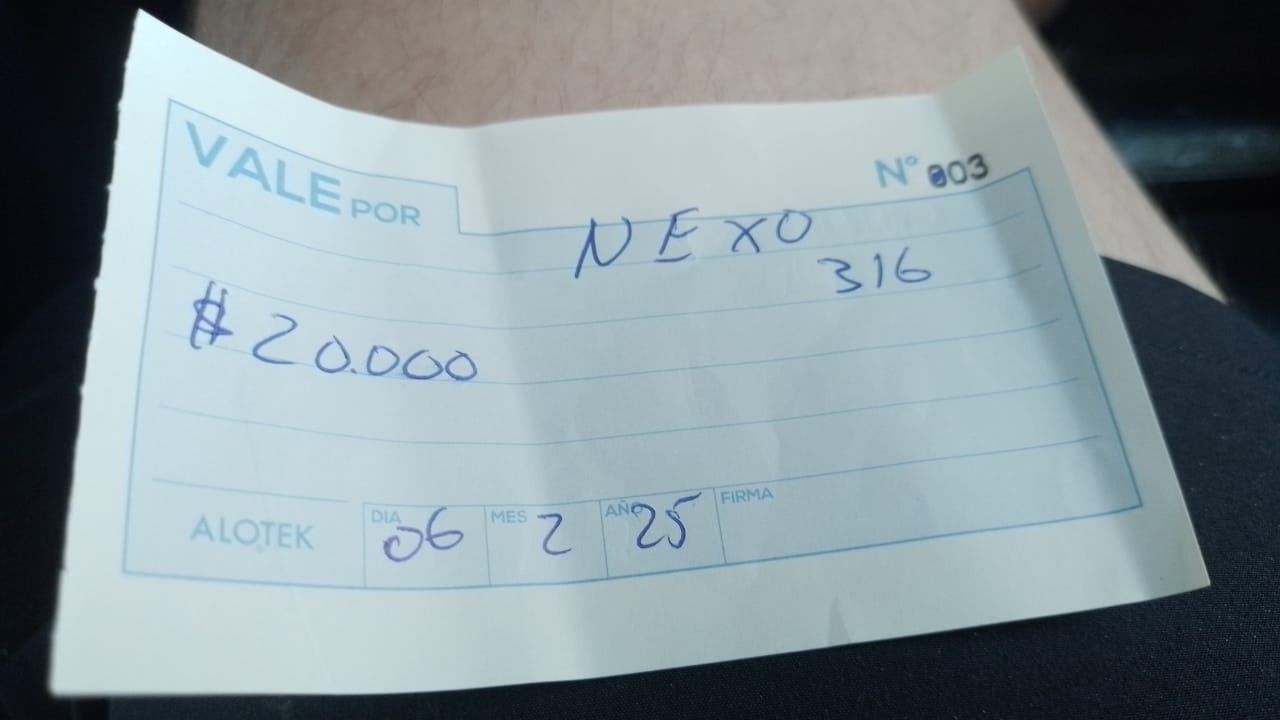 VALE POR
N° 003
NEXO
316
$ 20.000
ALOTEK
DIA 06 MES 2 AÑO 25 FIRMA